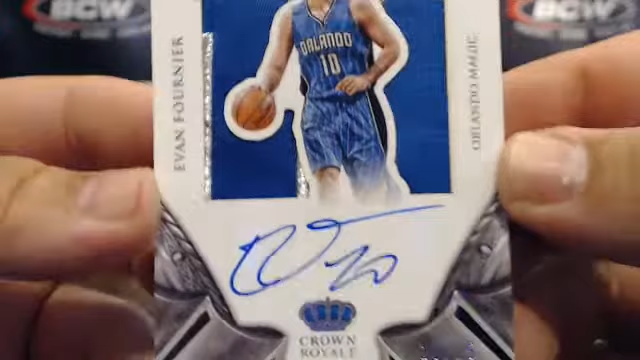 BCW
BCW
EVAN FOURNIER
ORLANDO
10
ORLANDO MAGIC
CROWN
ROYALE